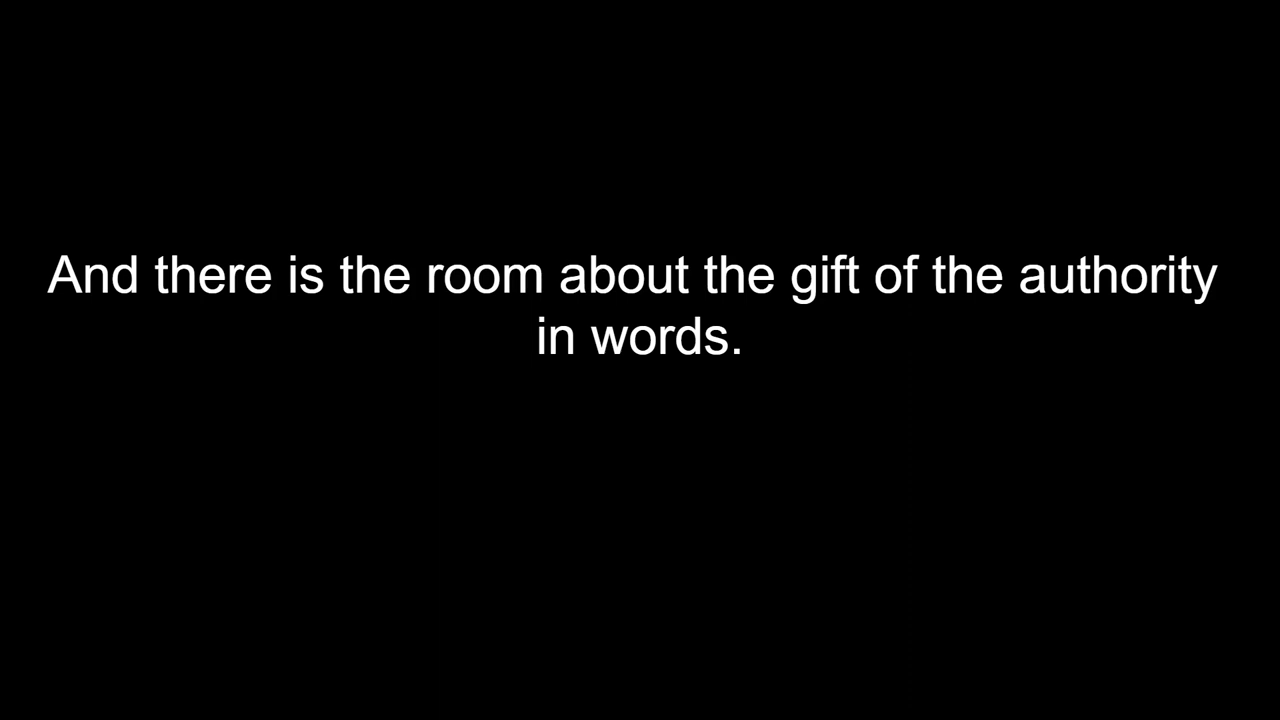 And there is the room about the gift of the authority
in words.